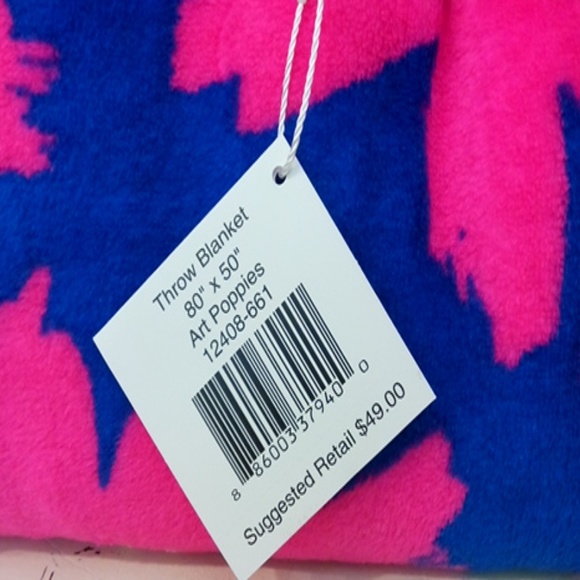 Throw Blanket
80" x 50"
Art Poppies
12408-661
8 86003 37940 0
Suggested Retail $49.00